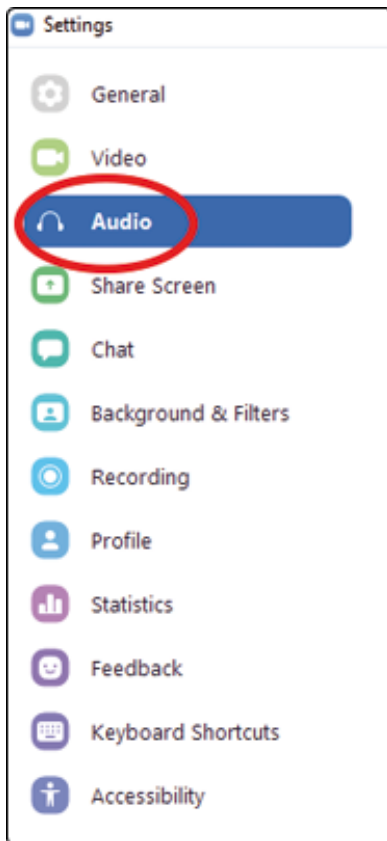 Settings
General
Video
Audio
Share Screen
Chat
Background & Filters
Recording
Profile
Statistics
Feedback
Keyboard Shortcuts
Accessibility